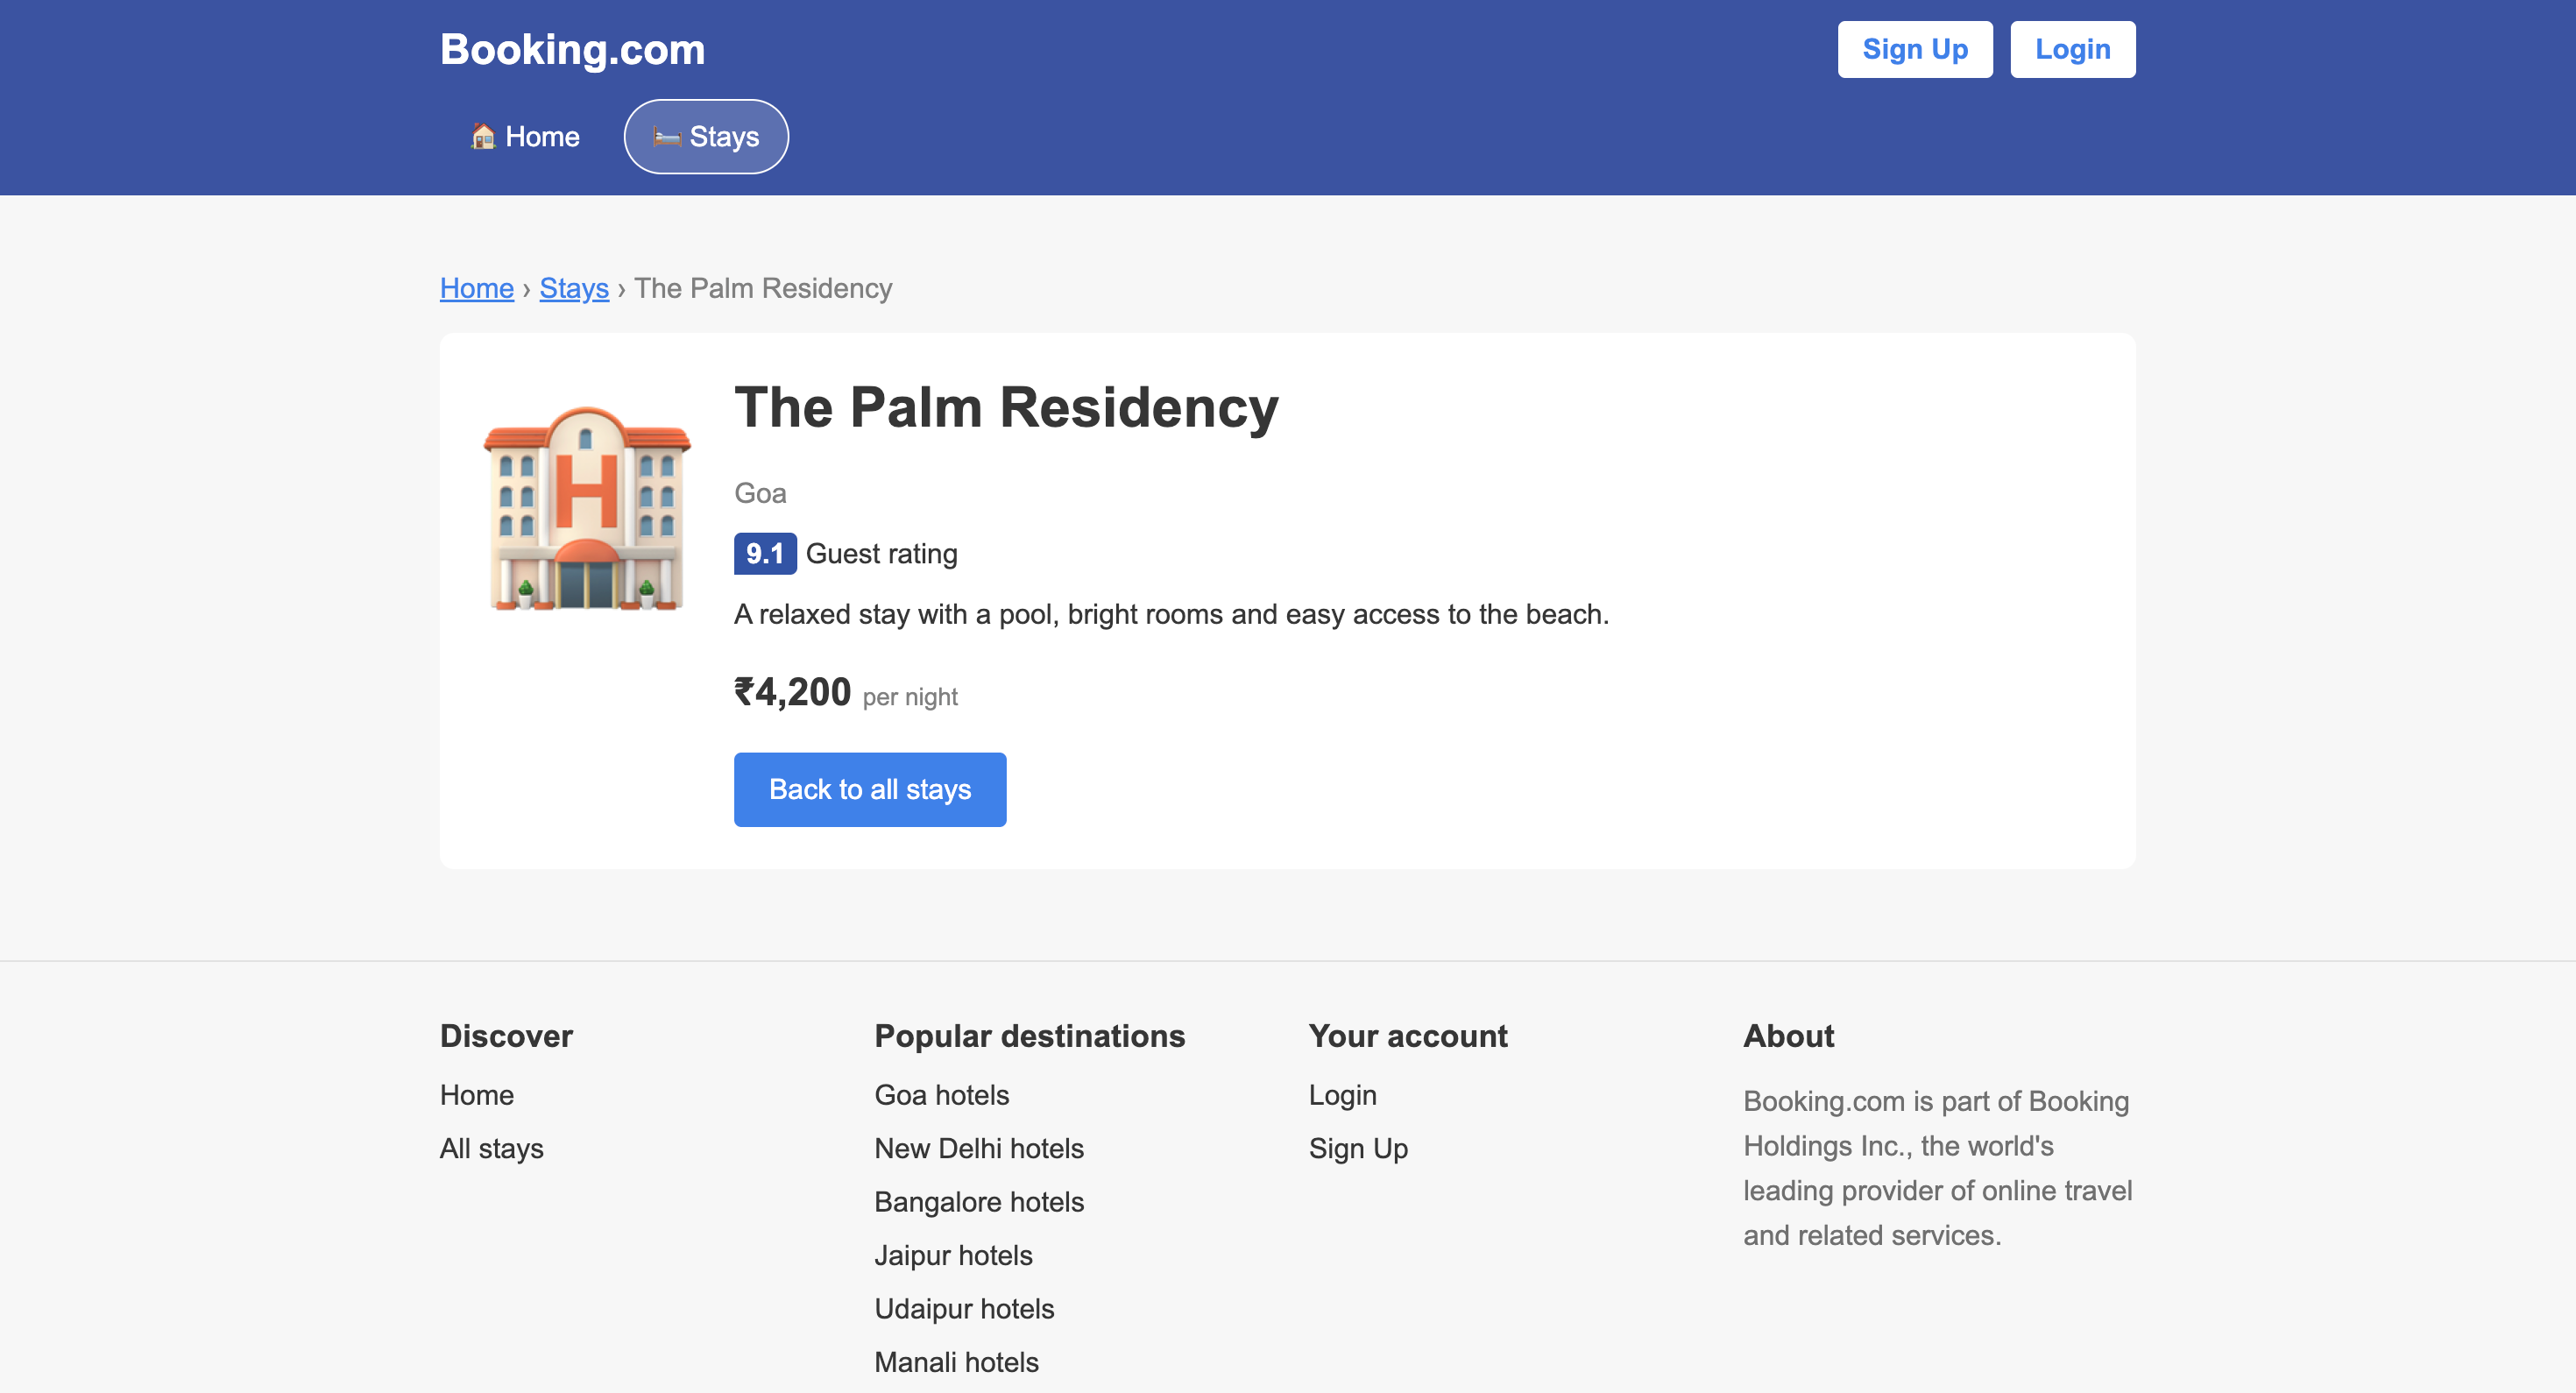 Booking.com
Sign Up
Login
🏠 Home
🛏️ Stays
Home › Stays › The Palm Residency
H
The Palm Residency
Goa
9.1 Guest rating
A relaxed stay with a pool, bright rooms and easy access to the beach.
₹4,200 per night
Back to all stays
Discover
Home
All stays
Popular destinations
Goa hotels
New Delhi hotels
Bangalore hotels
Jaipur hotels
Udaipur hotels
Manali hotels
Your account
Login
Sign Up
About
Booking.com is part of Booking
Holdings Inc., the world's
leading provider of online travel
and related services.